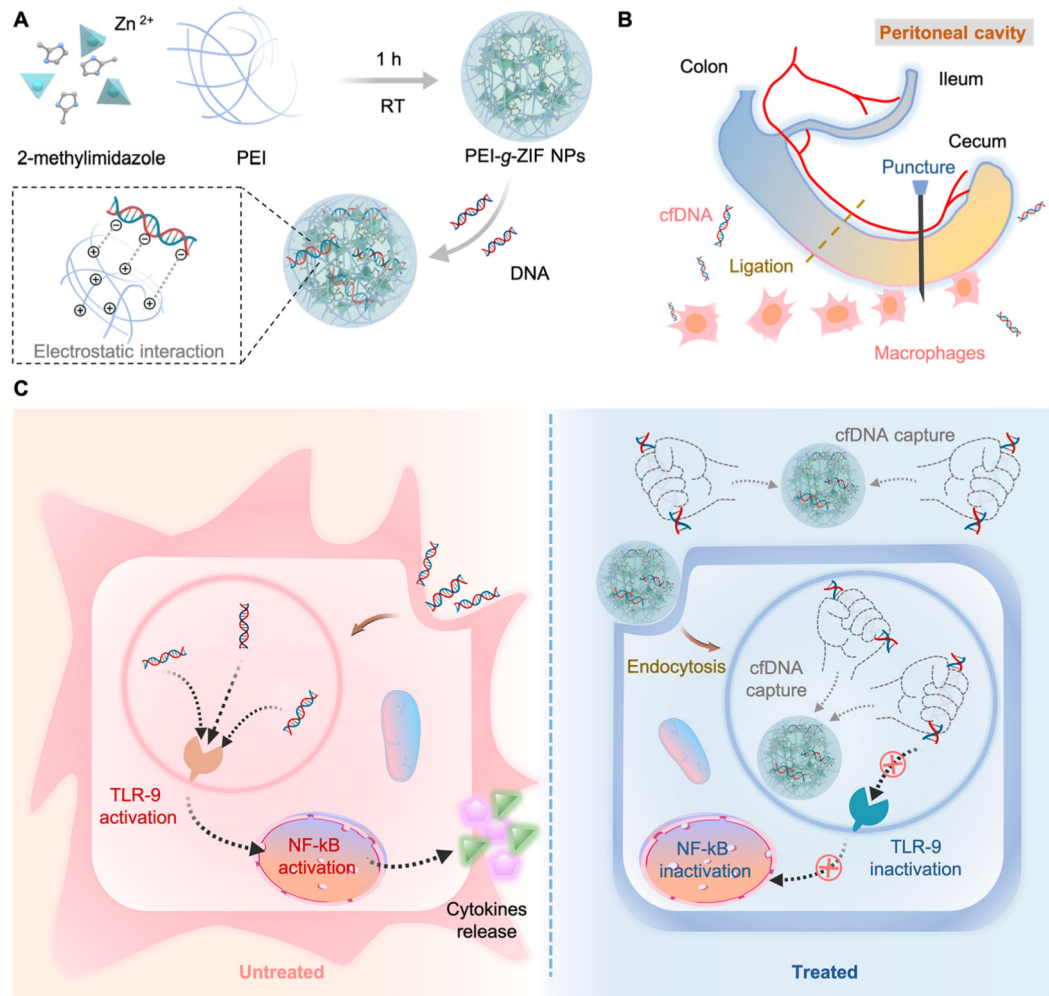 A
Zn 2+
1 h
RT
2-methylimidazole
PEI
PEI-g-ZIF NPs
DNA
Electrostatic interaction
B
Peritoneal cavity
Colon
Ileum
Cecum
Puncture
cfDNA
Ligation
Macrophages
C
TLR-9
activation
NF-kB
activation
Cytokines
release
Untreated
cfDNA capture
Endocytosis
cfDNA
capture
TLR-9
inactivation
NF-kB
inactivation
Treated